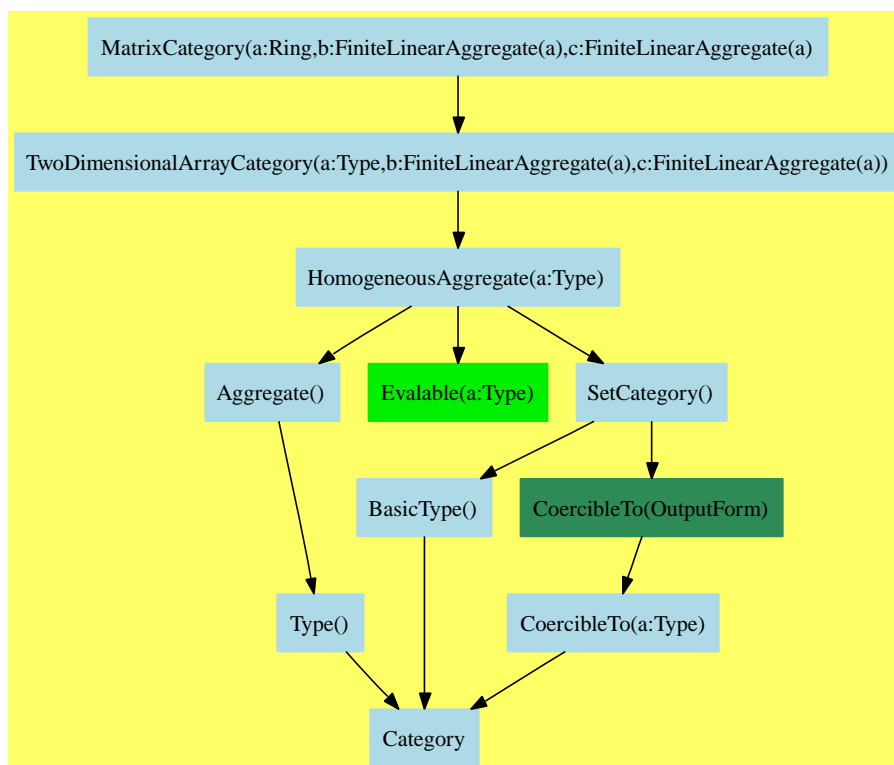 MatrixCategory(a:Ring,b:FiniteLinearAggregate(a),c:FiniteLinearAggregate(a)
TwoDimensionalArrayCategory(a:Type,b:FiniteLinearAggregate(a),c:FiniteLinearAggregate(a))
HomogeneousAggregate(a:Type)
Aggregate()
Evalable(a:Type)
SetCategory()
BasicType()
CoercibleTo(OutputForm)
Type()
CoercibleTo(a:Type)
Category